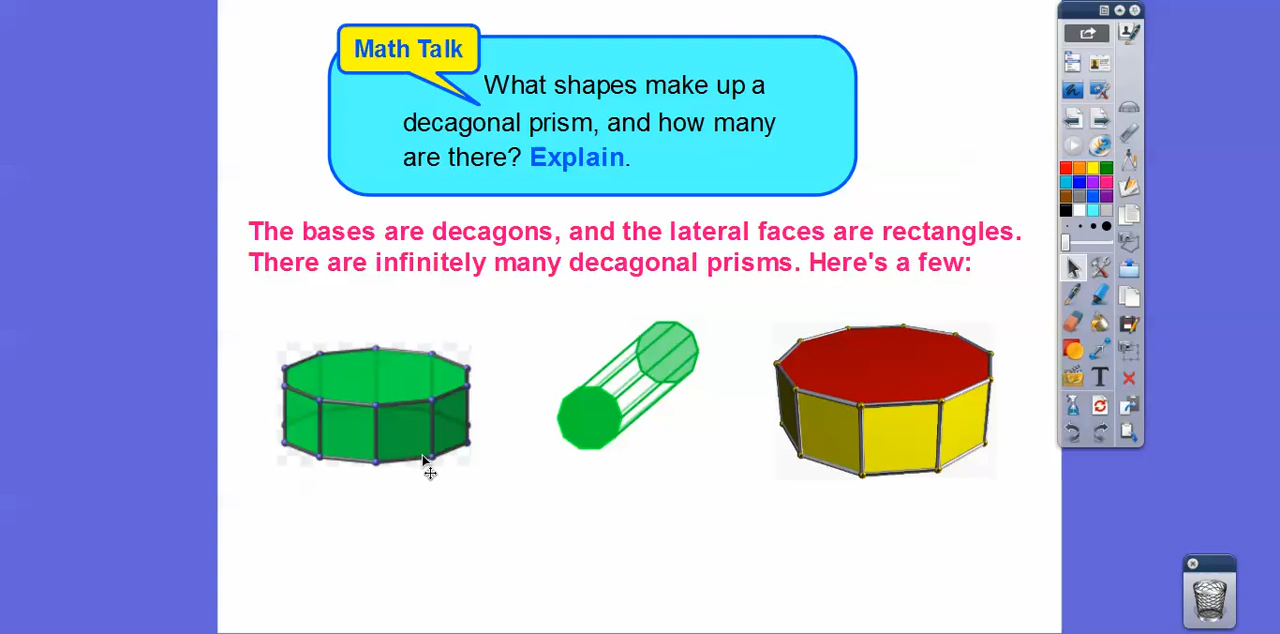 Math Talk
What shapes make up a
decagonal prism, and how many
are there? Explain.
The bases are decagons, and the lateral faces are rectangles.
There are infinitely many decagonal prisms. Here's a few:
T